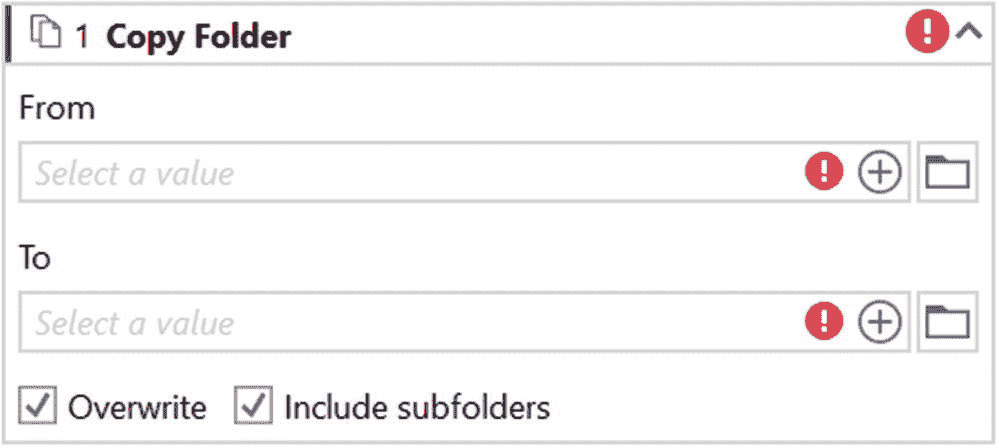 1 Copy Folder
From
Select a value
To
Select a value
Overwrite Include subfolders